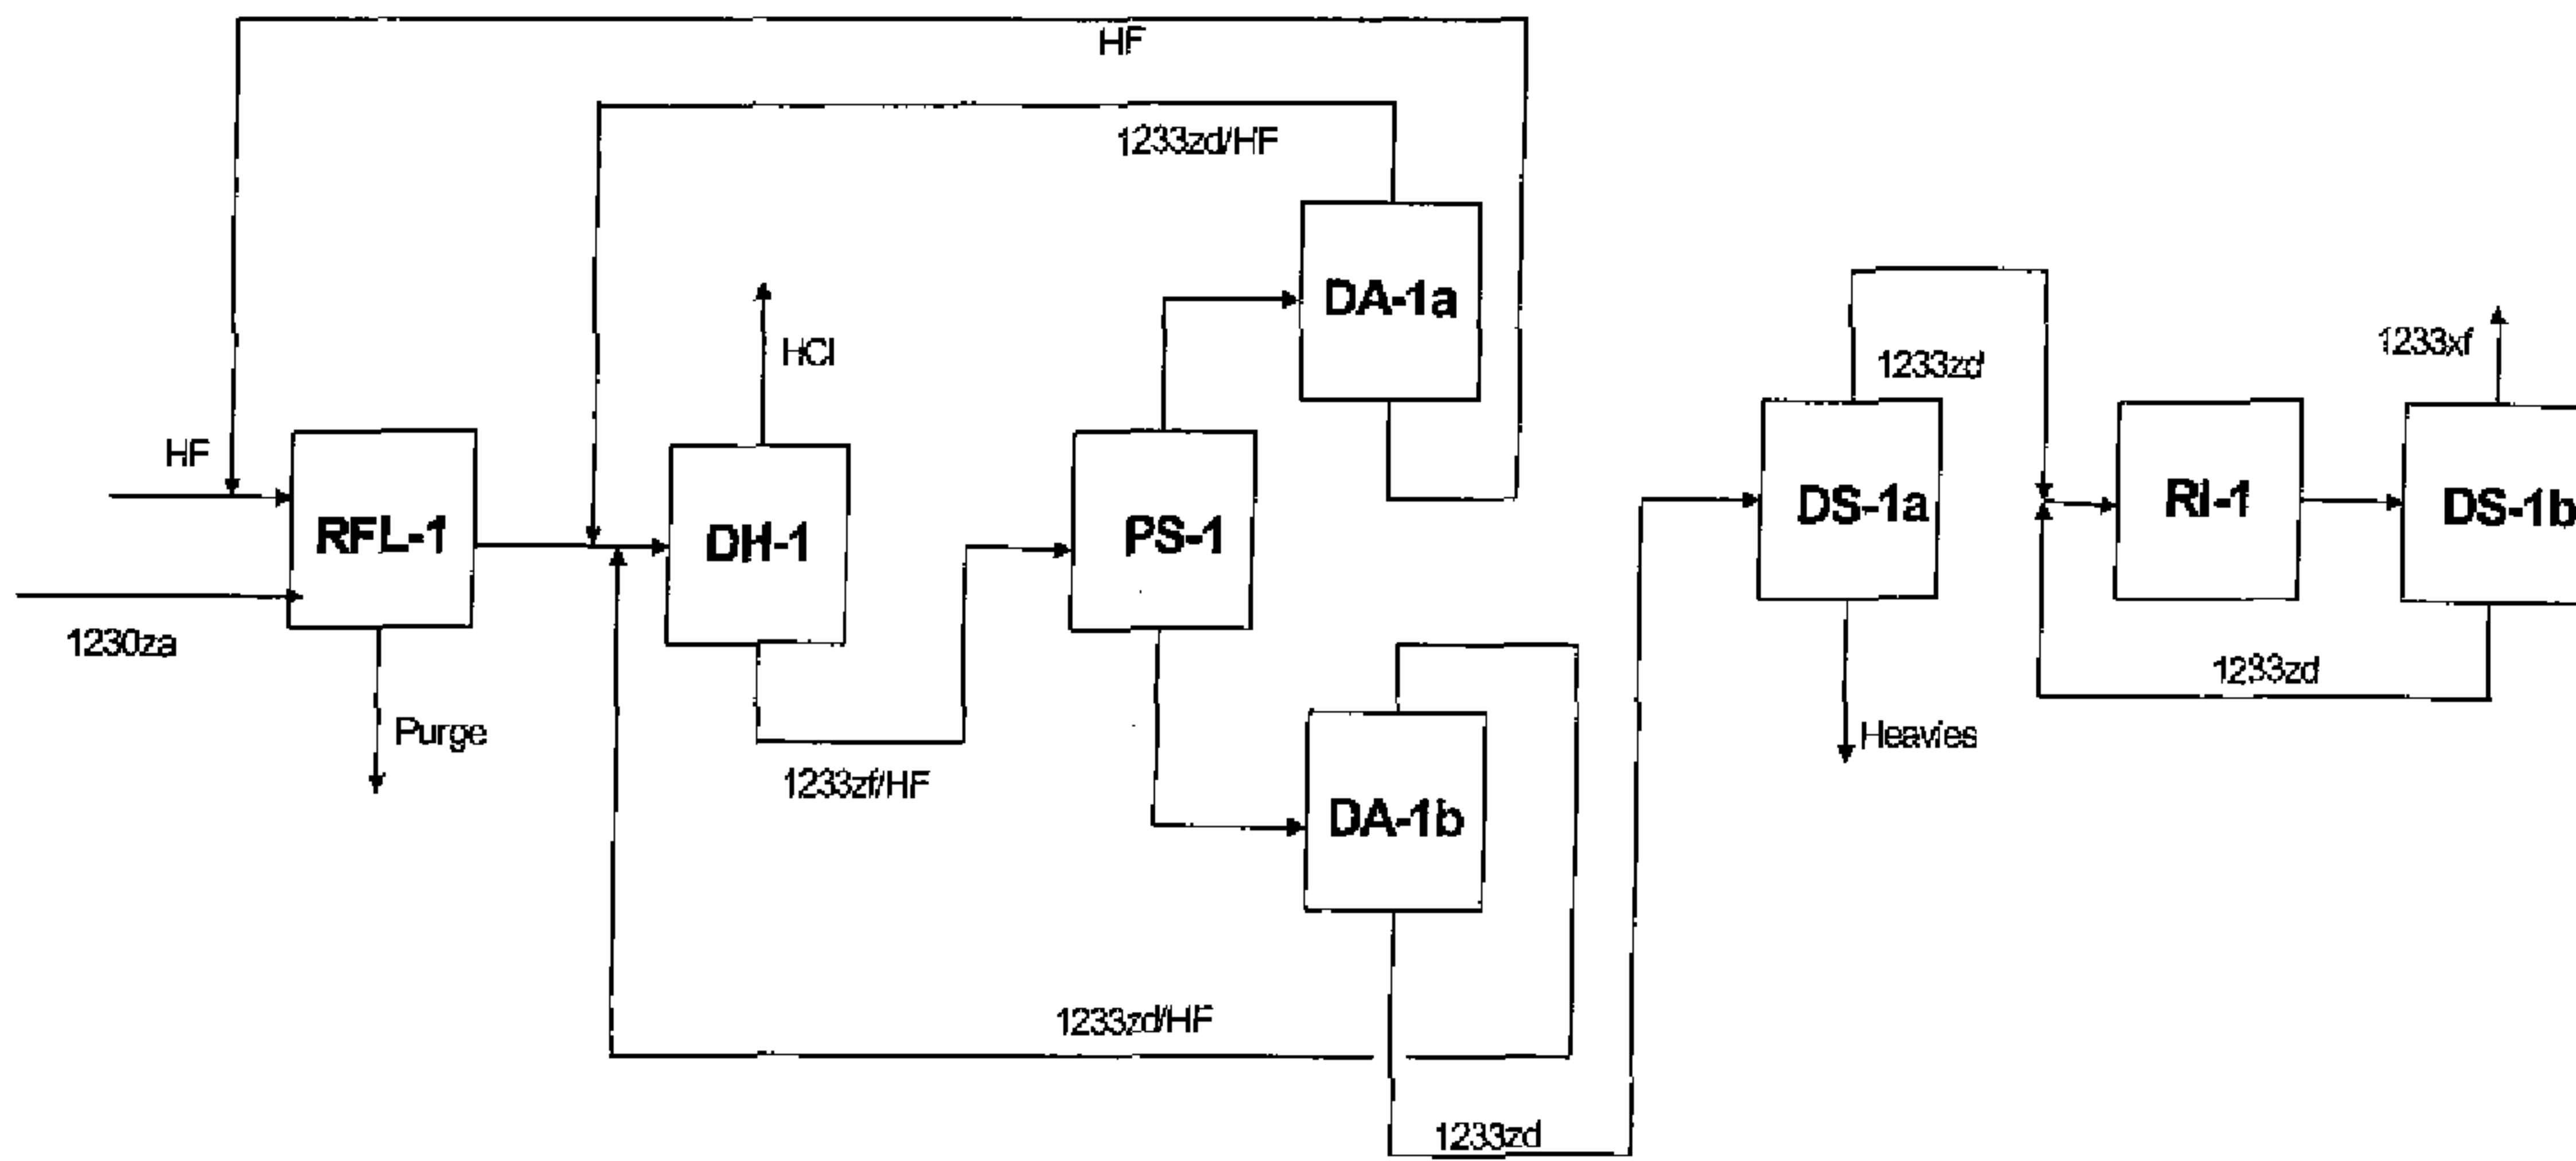 HF
1233zd/HF
DA-1a
HCl
1233zd
1233xf
HF
RFL-1
DH-1
PS-1
DS-1a
RI-1
DS-1b
1230za
1233zd
Purge
Heavies
1233zf/HF
DA-1b
1233zd/HF
1233zd